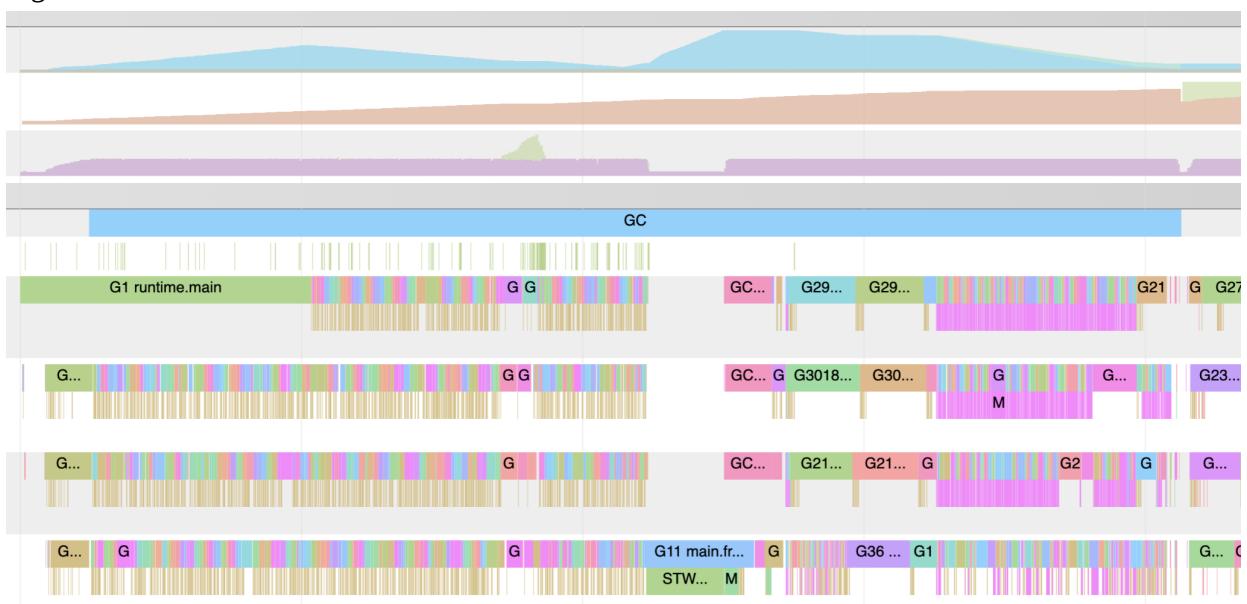 GC
G1 runtime.main G G GC... G29... G29... G21 G G27
G... G G GC... G G3018... G30... G G... G23...
M
G... G GC... G21... G21... G G2 G G...
G... G G G11 main.fr... G G36 ... G1 G...
STW... M